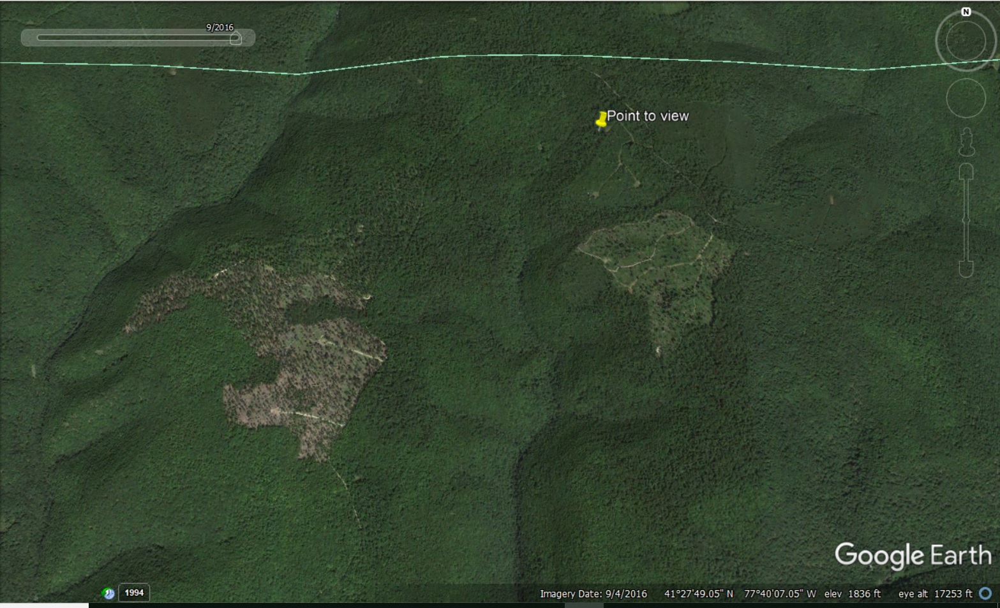 N
9/2016
Point to view
Google Earth
1994
Imagery Date: 9/4/2016 41°27'49.05" N 77°40'07.05" W elev 1836 ft eye alt 17253 ft